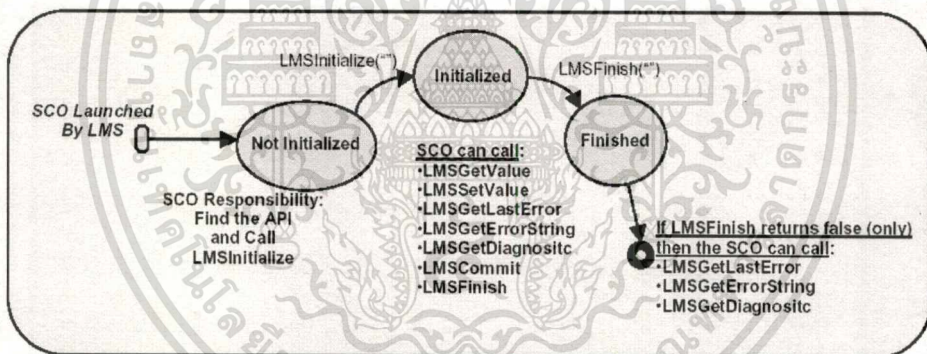 SCO Launched
By LMS
Not Initialized
SCO Responsibility:
Find the API
and Call
LMSInitialize
LMSInitialize("")
Initialized
SCO can call:
•LMSGetValue
•LMSSetValue
•LMSGetLastError
•LMSGetErrorString
•LMSGetDiagnositc
•LMSCommit
•LMSFinish
LMSFinish("")
Finished
If LMSFinish returns false (only)
then the SCO can call:
•LMSGetLastError
•LMSGetErrorString
•LMSGetDiagnositc